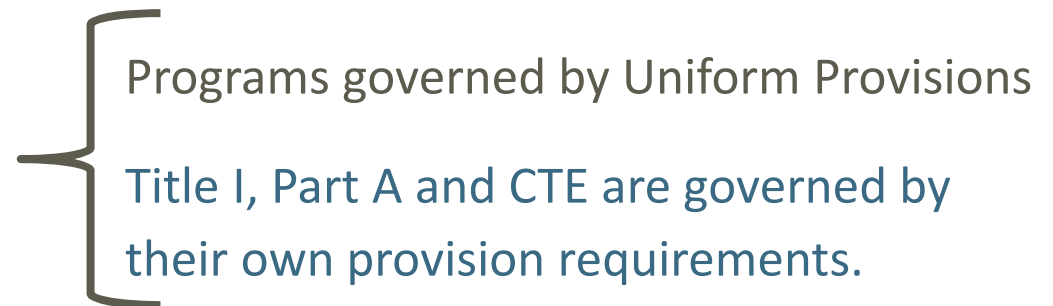 Programs governed by Uniform Provisions
Title I, Part A and CTE are governed by
their own provision requirements.